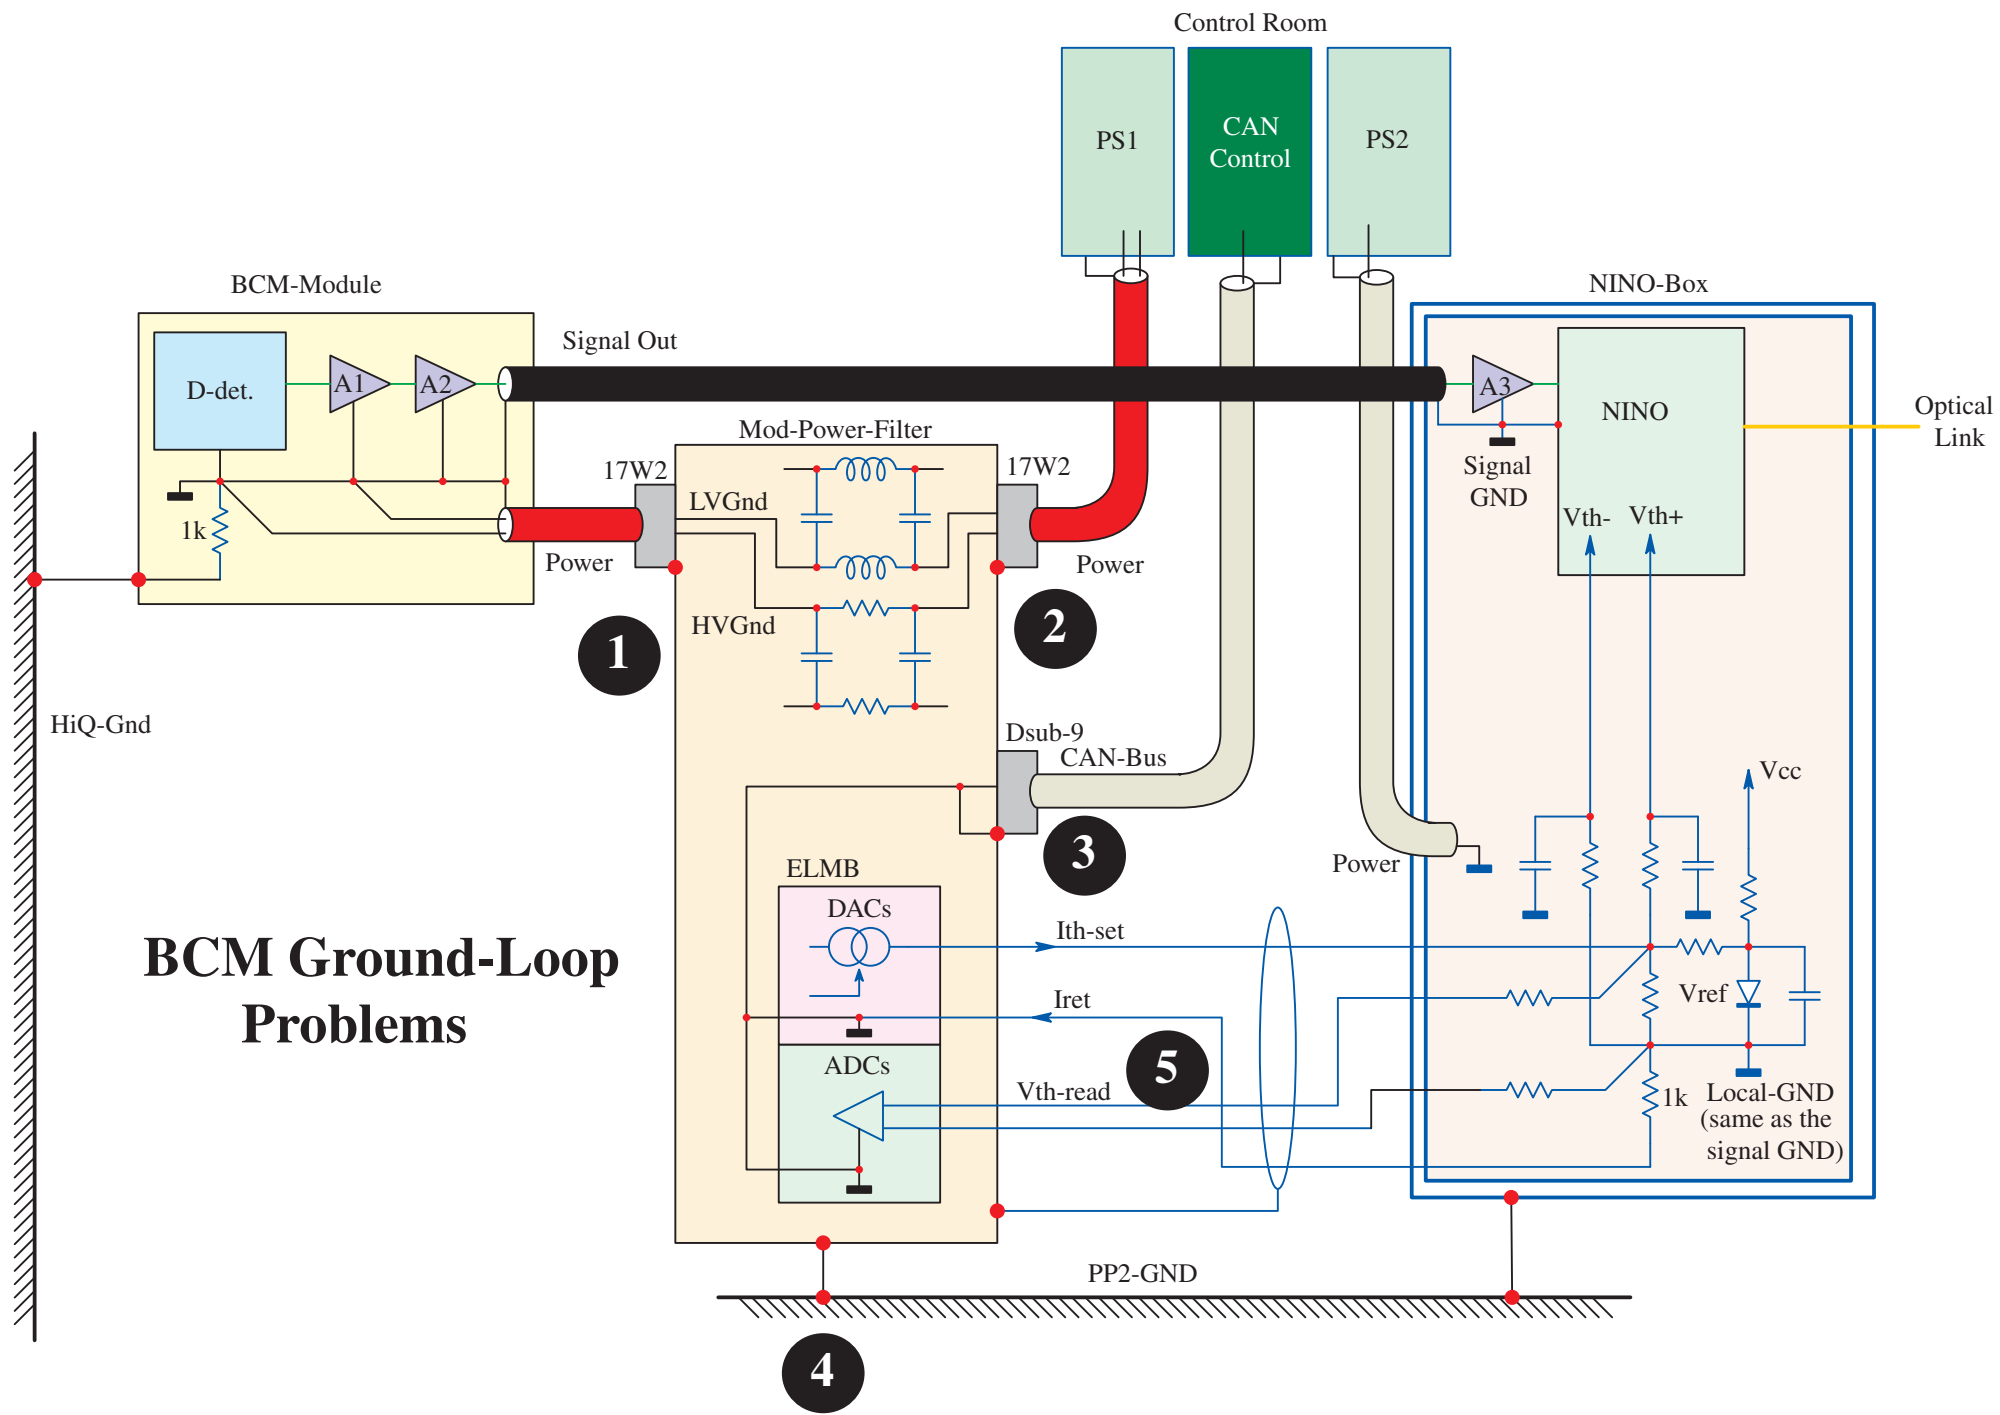 Control Room
PS1
CAN
Control
PS2
BCM-Module
NINO-Box
Signal Out
D-det.
A1
A2
A3
NINO
Optical
Link
Mod-Power-Filter
17W2
17W2
Signal
GND
LVGnd
1k
Vth-
Vth+
Power
Power
HVGnd
1
2
HiQ-Gnd
Dsub-9
CAN-Bus
Vcc
3
Power
ELMB
DACs
Ith-set
BCM Ground-Loop
Problems
Vref
Iret
ADCs
5
Vth-read
1k
Local-GND
(same as the
signal GND)
PP2-GND
4